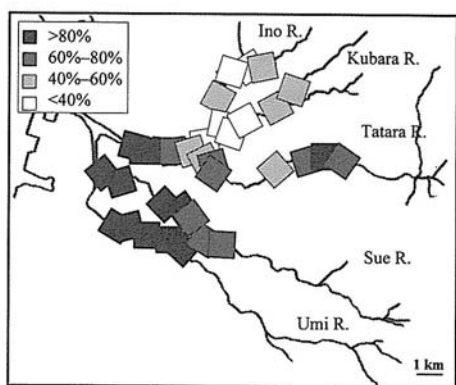 >80%
60%–80%
40%–60%
<40%
Ino R.
Kubara R.
Tatara R.
Sue R.
Umi R.
1 km